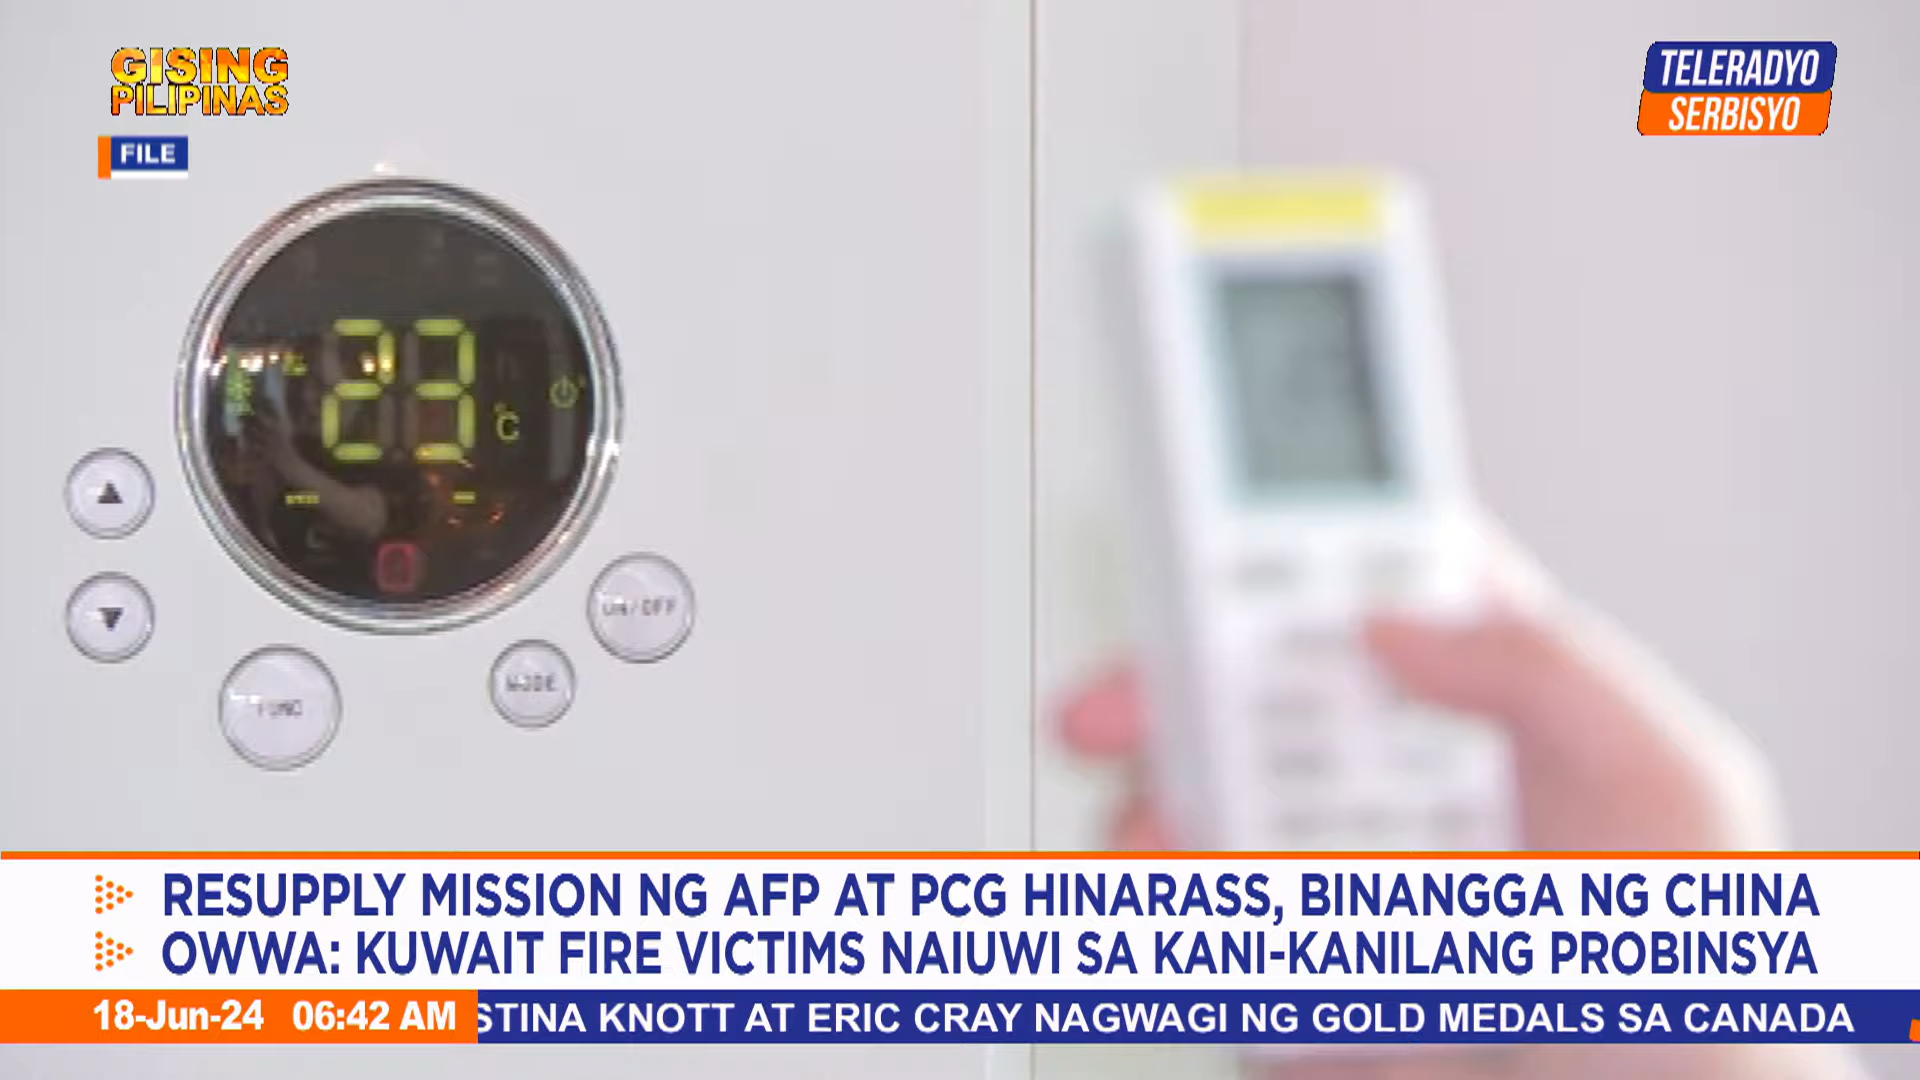 GISING
PILIPINAS
TELERADYO
SERBISYO
FILE
23
°C
ON/OFF
MODE
FUNC
RESUPPLY MISSION NG AFP AT PCG HINARASS, BINANGGA NG CHINA
OWWA: KUWAIT FIRE VICTIMS NAIUWI SA KANI-KANILANG PROBINSYA
18-Jun-24 06:42 AM STINA KNOTT AT ERIC CRAY NAGWAGI NG GOLD MEDALS SA CANADA